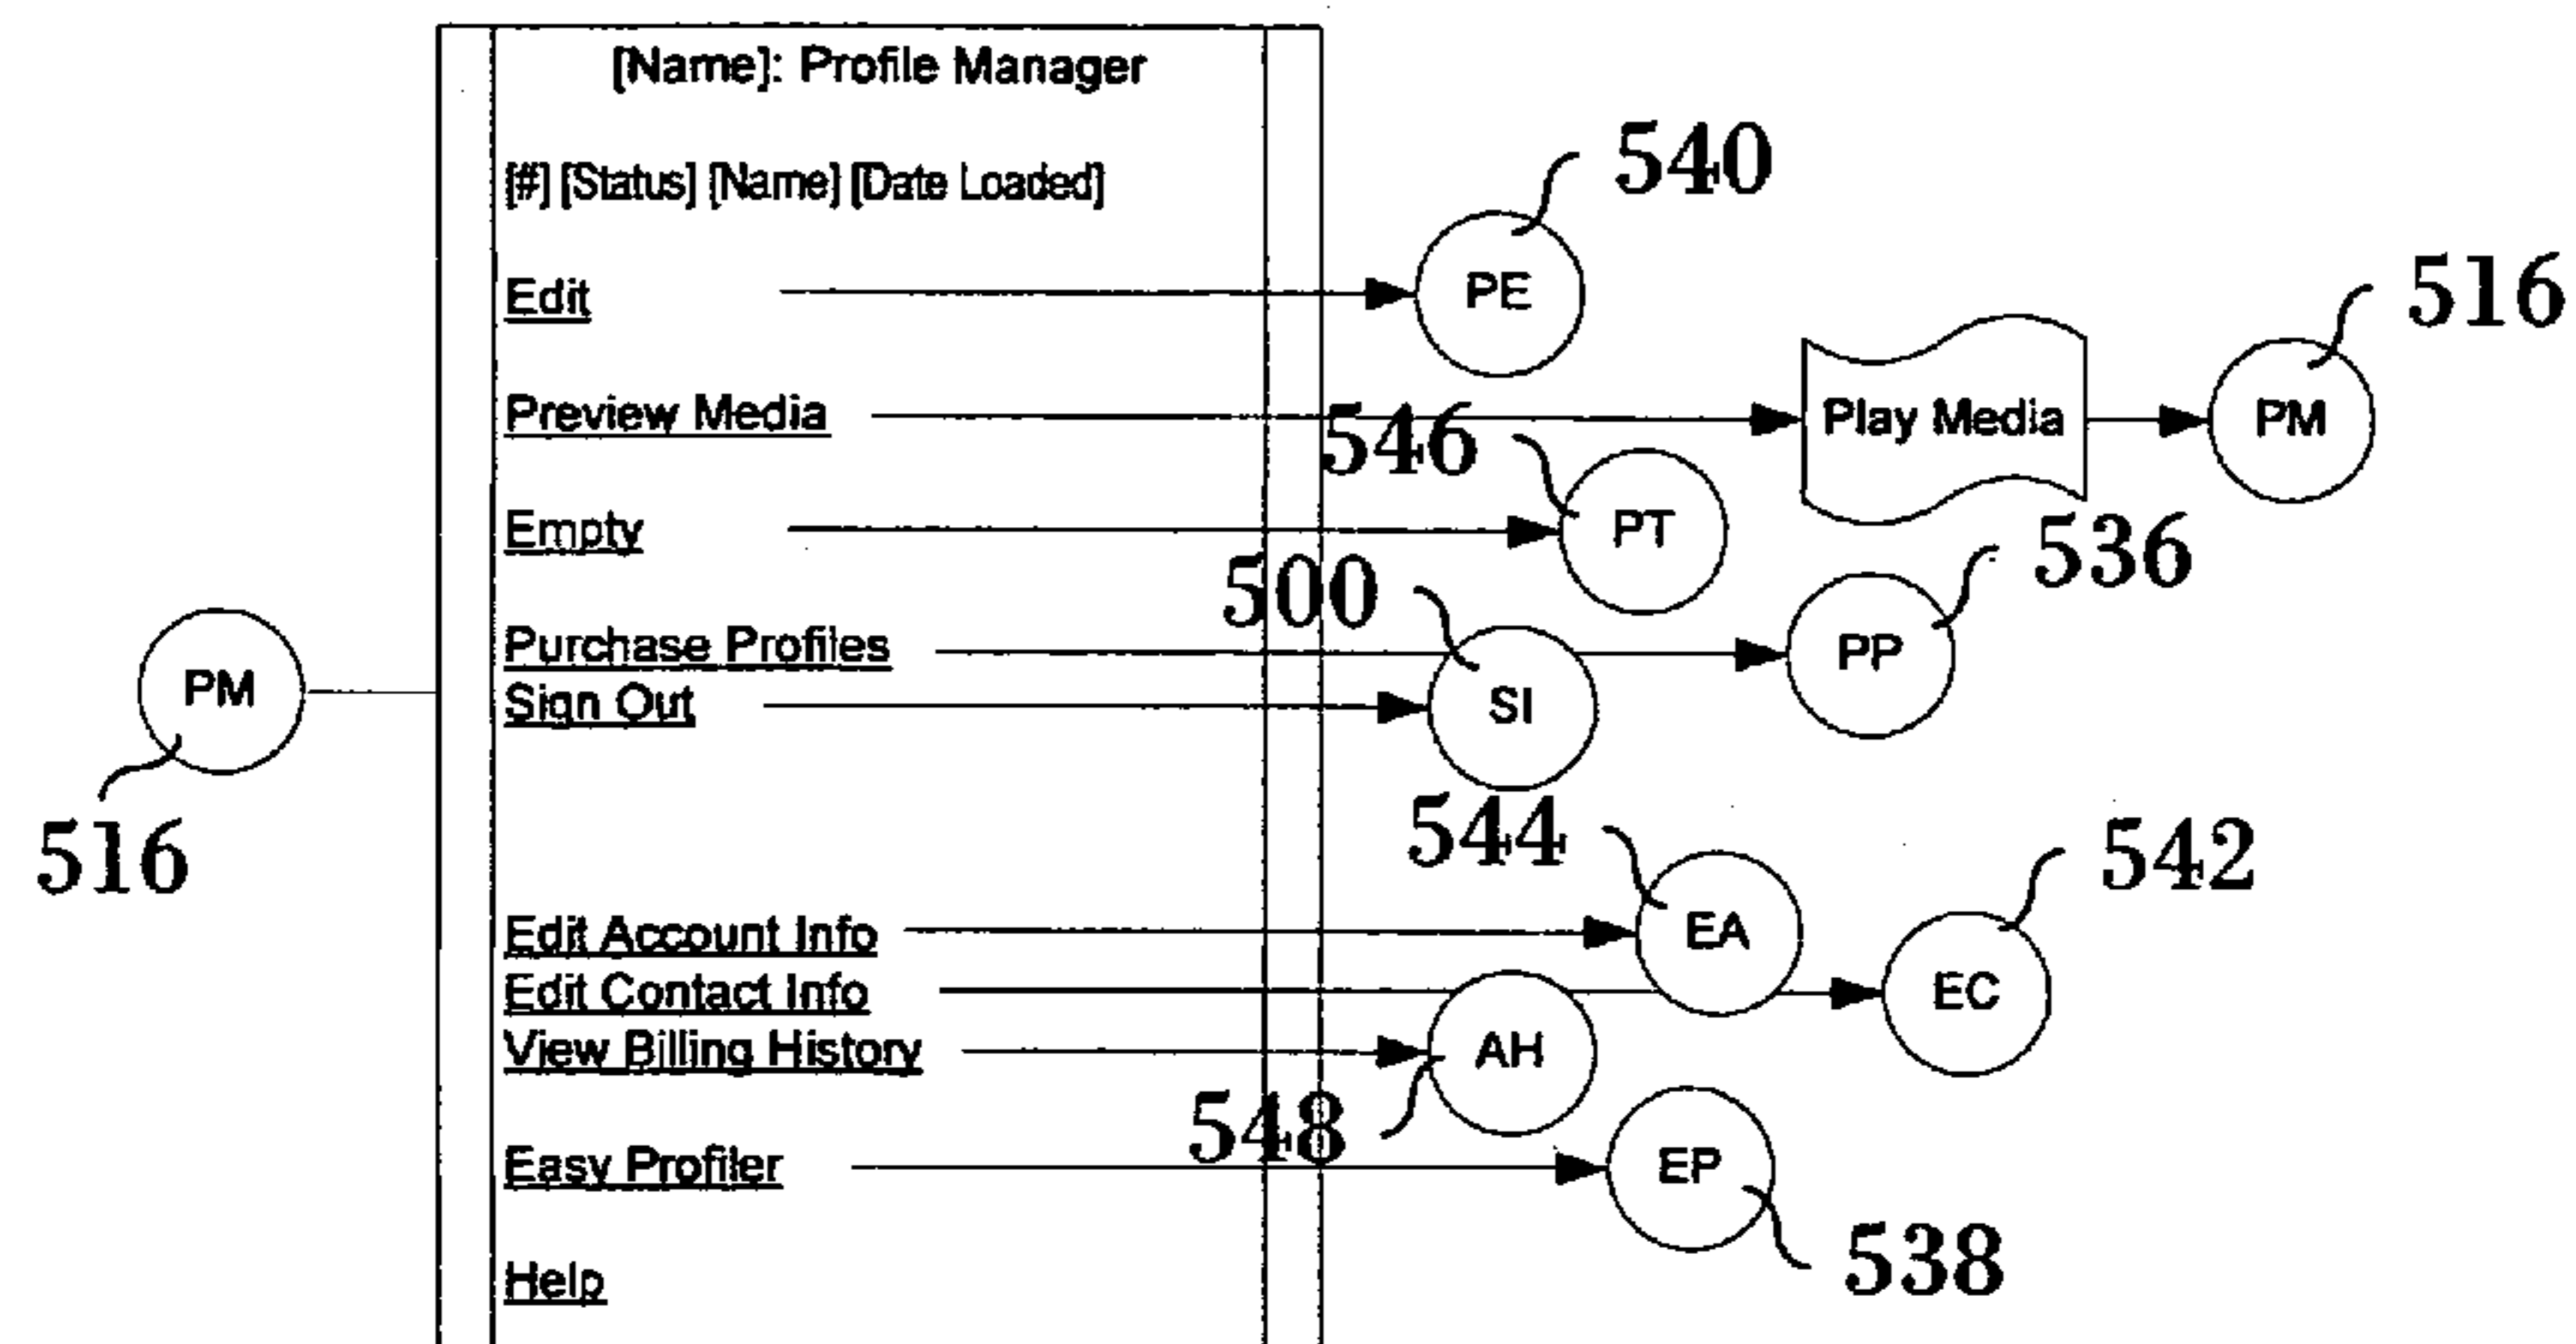 [Name]: Profile Manager
[#] [Status] [Name] [Date Loaded]
540
Edit
PE
516
Preview Media
Play Media
PM
546
Empty
PT
500
536
Purchase Profiles
PP
PM
Sign Out
SI
516
544
542
Edit Account Info
EA
Edit Contact Info
EC
View Billing History
AH
548
Easy Profiler
EP
538
Help